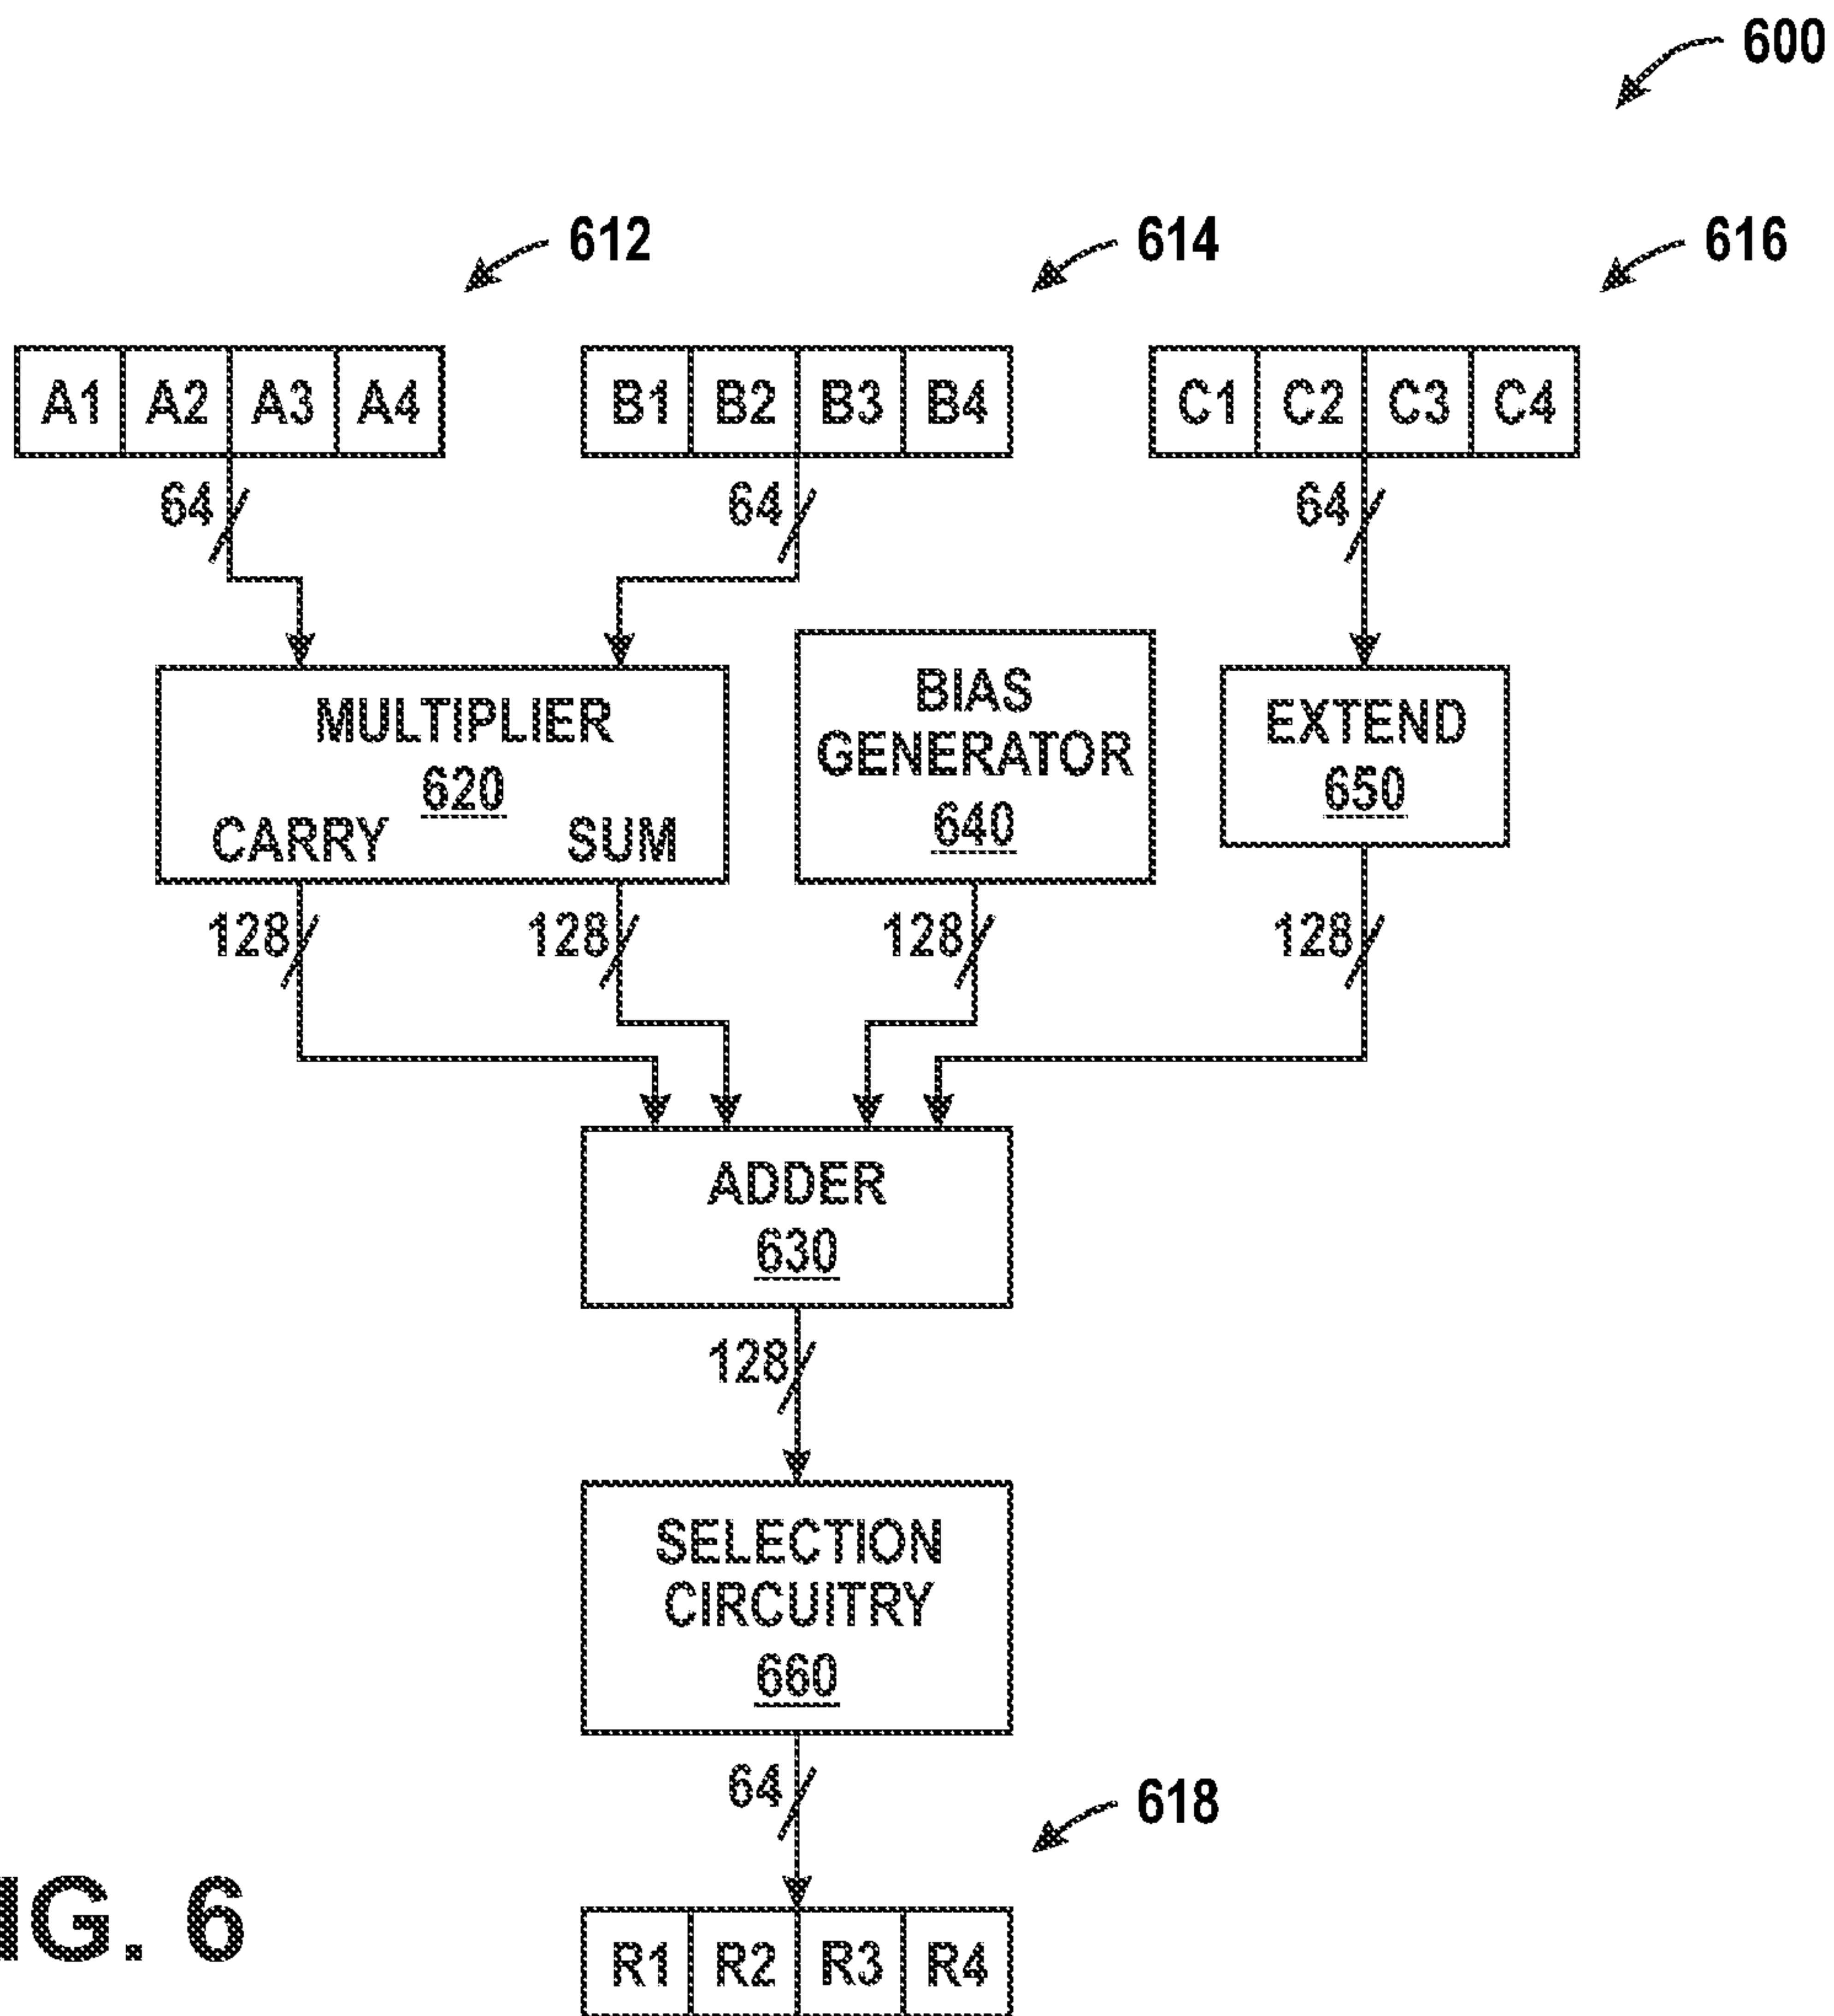 600
612 614 616
A1 A2 A3 A4 B1 B2 B3 B4 C1 C2 C3 C4
64 64 64
MULTIPLIER
620
CARRY SUM
BIAS
GENERATOR
640
EXTEND
650
128 128 128 128
ADDER
630
128
SELECTION
CIRCUITRY
660
64
618
R1 R2 R3 R4
IG. 6